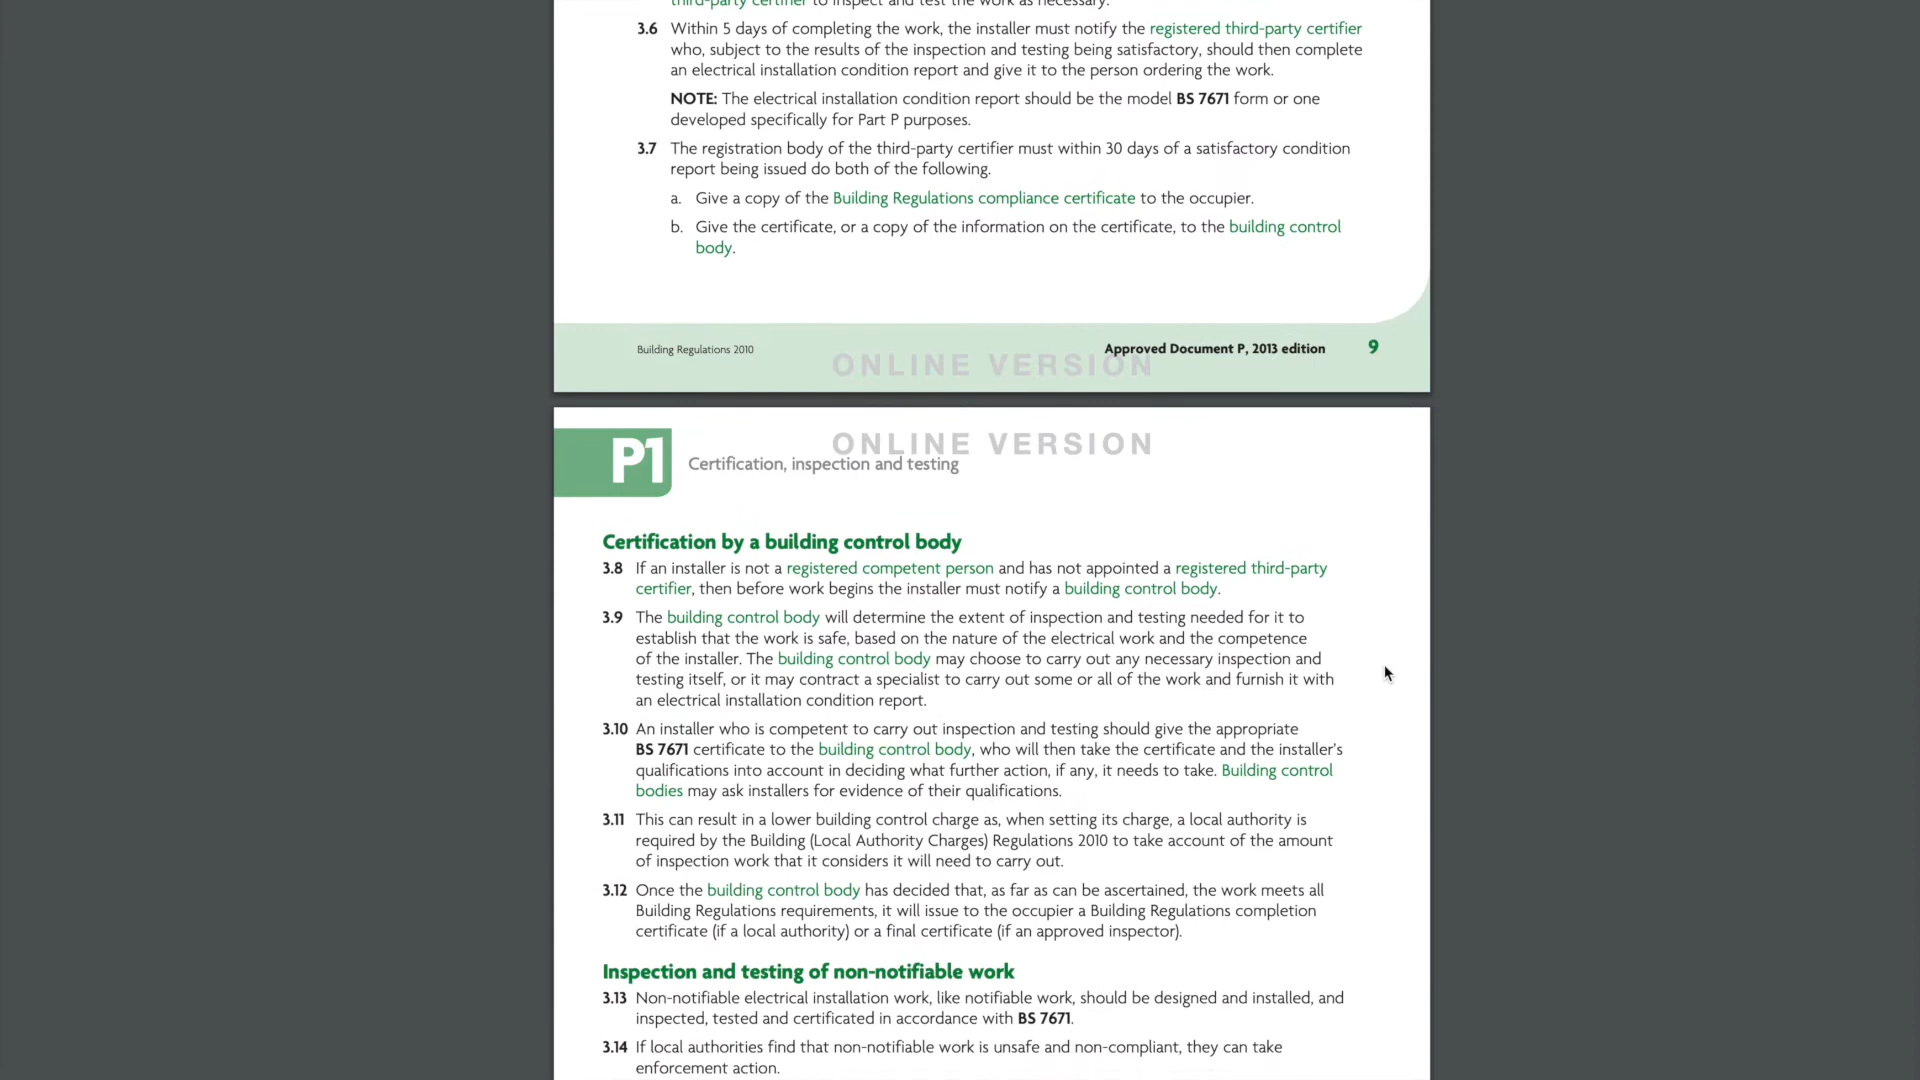 third-party certifier to inspect and test the work as necessary.
3.6 Within 5 days of completing the work, the installer must notify the registered third-party certifier
who, subject to the results of the inspection and testing being satisfactory, should then complete
an electrical installation condition report and give it to the person ordering the work.
NOTE: The electrical installation condition report should be the model BS 7671 form or one
developed specifically for Part P purposes.
3.7 The registration body of the third-party certifier must within 30 days of a satisfactory condition
report being issued do both of the following.
a. Give a copy of the Building Regulations compliance certificate to the occupier.
b. Give the certificate, or a copy of the information on the certificate, to the building control
body.
Building Regulations 2010
Approved Document P, 2013 edition 9
ONLINE VERSION
ONLINE VERSION
P1 Certification, inspection and testing
Certification by a building control body
3.8 If an installer is not a registered competent person and has not appointed a registered third-party
certifier, then before work begins the installer must notify a building control body.
3.9 The building control body will determine the extent of inspection and testing needed for it to
establish that the work is safe, based on the nature of the electrical work and the competence
of the installer. The building control body may choose to carry out any necessary inspection and
testing itself, or it may contract a specialist to carry out some or all of the work and furnish it with
an electrical installation condition report.
3.10 An installer who is competent to carry out inspection and testing should give the appropriate
BS 7671 certificate to the building control body, who will then take the certificate and the installer's
qualifications into account in deciding what further action, if any, it needs to take. Building control
bodies may ask installers for evidence of their qualifications.
3.11 This can result in a lower building control charge as, when setting its charge, a local authority is
required by the Building (Local Authority Charges) Regulations 2010 to take account of the amount
of inspection work that it considers it will need to carry out.
3.12 Once the building control body has decided that, as far as can be ascertained, the work meets all
Building Regulations requirements, it will issue to the occupier a Building Regulations completion
certificate (if a local authority) or a final certificate (if an approved inspector).
Inspection and testing of non-notifiable work
3.13 Non-notifiable electrical installation work, like notifiable work, should be designed and installed, and
inspected, tested and certificated in accordance with BS 7671.
3.14 If local authorities find that non-notifiable work is unsafe and non-compliant, they can take
enforcement action.